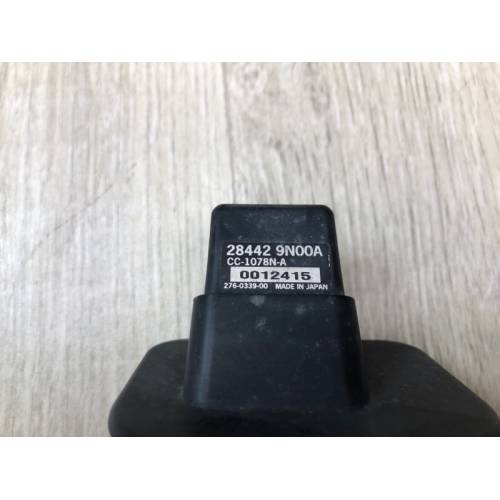 28442 9N00A
CC-1078N-A
0012415
276-0339-00 MADE IN JAPAN